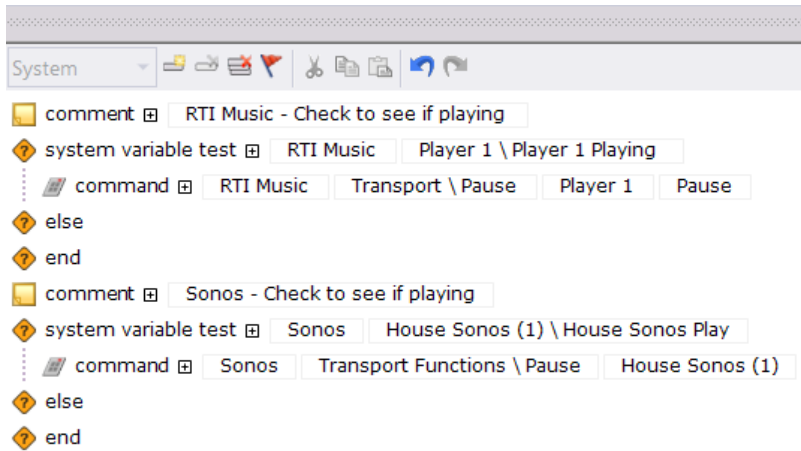 System
comment RTI Music - Check to see if playing
system variable test RTI Music Player 1 \ Player 1 Playing
command RTI Music Transport \ Pause Player 1 Pause
else
end
comment Sonos - Check to see if playing
system variable test Sonos House Sonos (1) \ House Sonos Play
command Sonos Transport Functions \ Pause House Sonos (1)
else
end